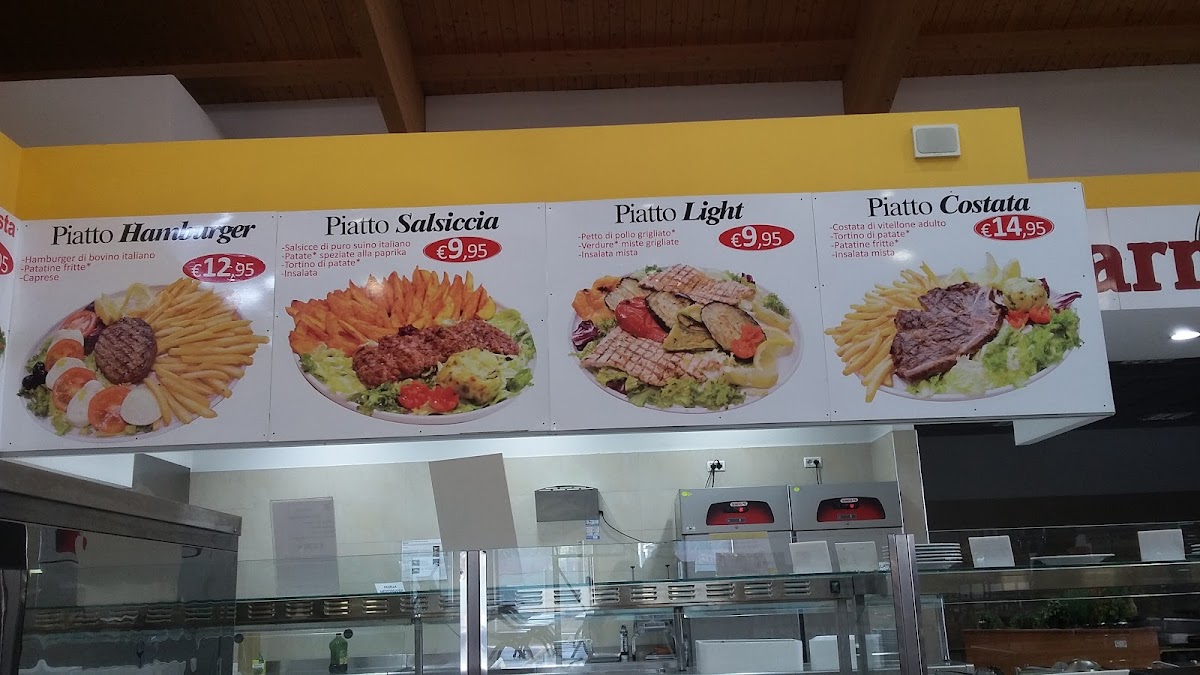 sta
Piatto Hamburger
-Hamburger di bovino italiano
-Patatine fritte*
-Caprese
€12,95
Piatto Salsiccia
-Salsicce di puro suino italiano
-Patate* speziate alla paprika
-Tortino di patate*
-Insalata
€9,95
Piatto Light
-Petto di pollo grigliato*
-Verdure* miste grigliate
-Insalata mista
€9,95
Piatto Costata
-Costata di vitellone adulto
-Tortino di patate*
-Patatine fritte*
-Insalata mista
€14,95
arn